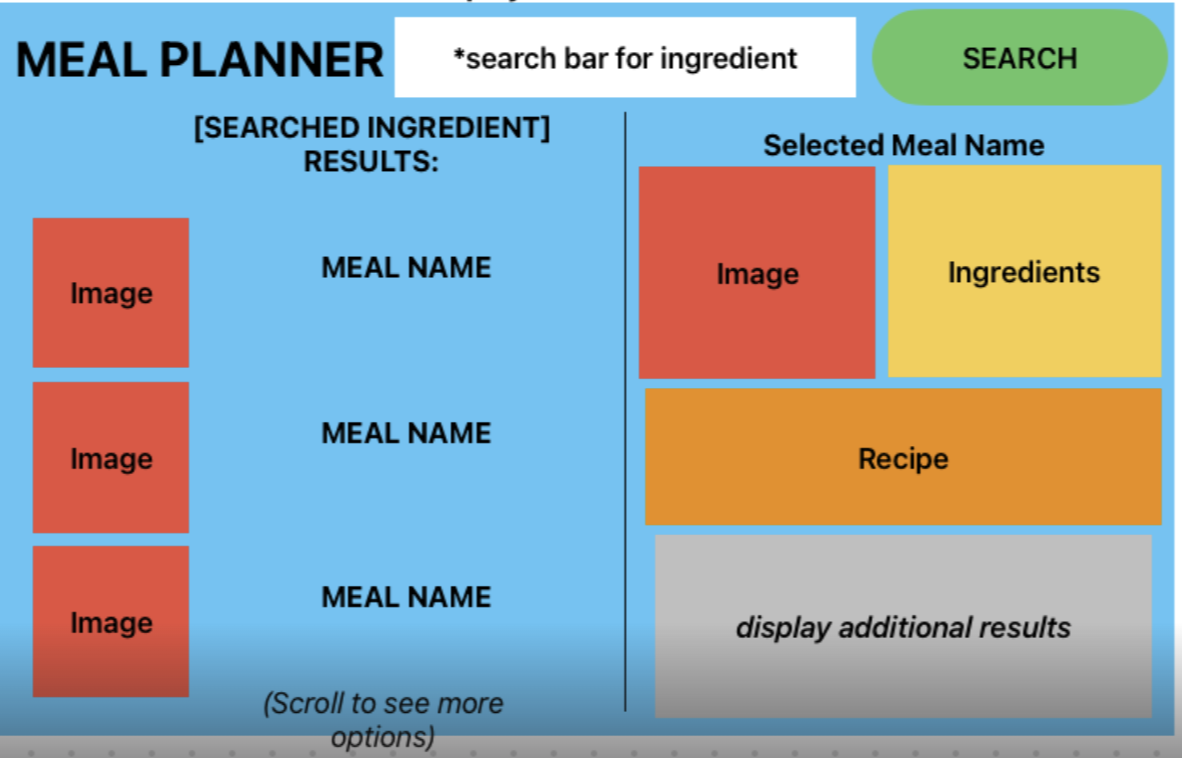 MEAL PLANNER
*search bar for ingredient
SEARCH
[SEARCHED INGREDIENT]
RESULTS:
Image
MEAL NAME
Image
MEAL NAME
Image
MEAL NAME
(Scroll to see more
options)
Selected Meal Name
Image
Ingredients
Recipe
display additional results